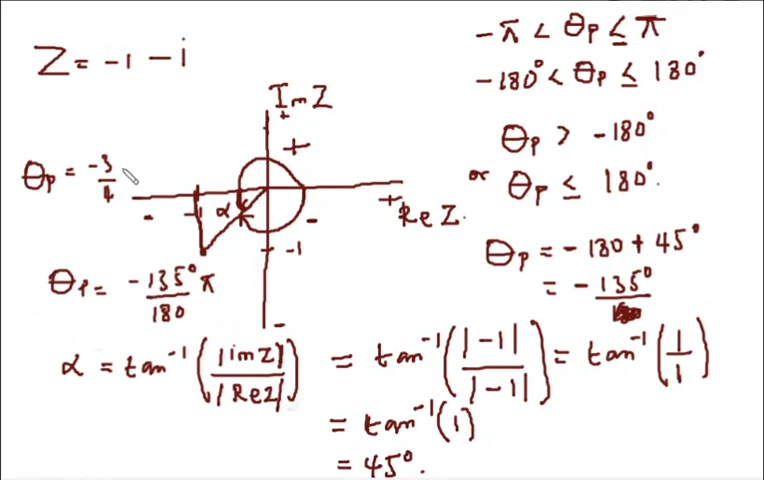 Z = -1 - i
-π < θp ≤ π
-180° < θp ≤ 180°
Im Z
+
+
θp > -180°
θp = -3/4
or θp ≤ 180°.
- -1 α - + Re Z.
-1
θp = -180 + 45°
= -135°
θp = -135°/180 π
-
α = tan⁻¹(|im Z|/|Re Z|) = tan⁻¹(|-1|/|-1|) = tan⁻¹(1/1)
= tan⁻¹(1)
= 45°.